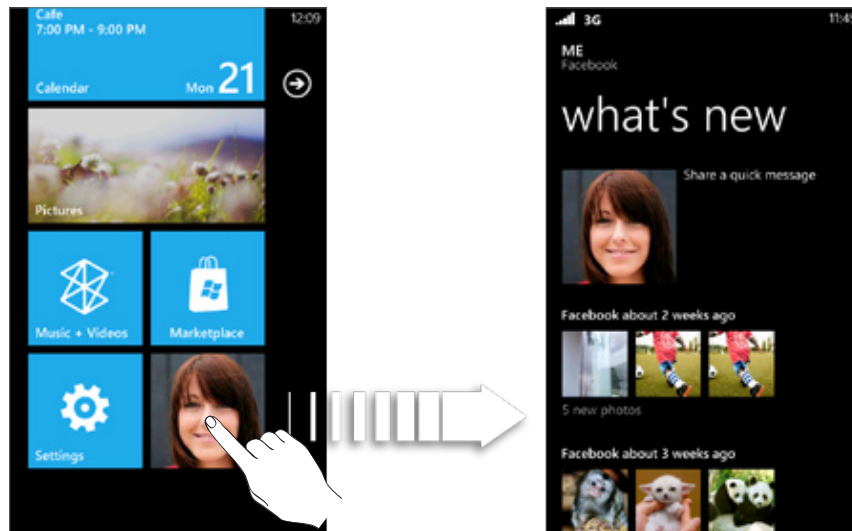 Cafe
7:00 PM - 9:00 PM
Calendar Mon 21
12:09
Pictures
Music + Videos
Marketplace
Settings
3G 11:45
ME
Facebook
what's new
Share a quick message
Facebook about 2 weeks ago
5 new photos
Facebook about 3 weeks ago